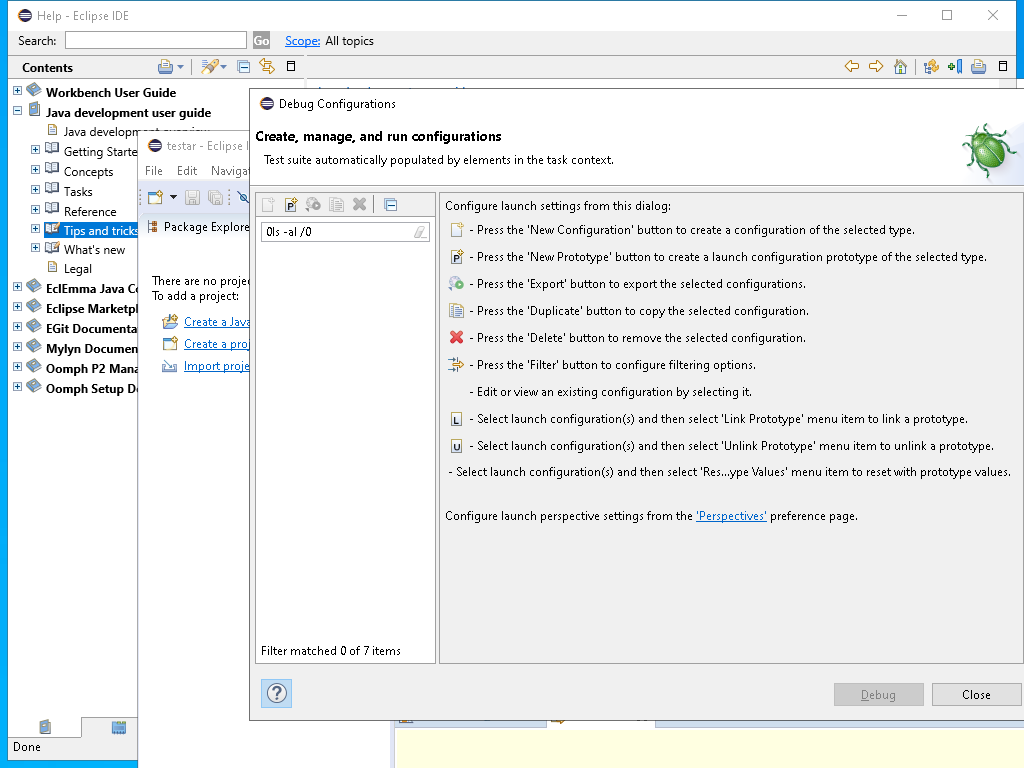 Help - Eclipse IDE
Search:
Go
Scope: All topics
Contents
Workbench User Guide
Java development user guide
Java development overview
Getting Starte
Concepts
Tasks
Reference
Tips and tricks
What's new
Legal
EclEmma Java Co
Eclipse Marketpl
EGit Documenta
Mylyn Documen
Oomph P2 Mana
Oomph Setup De
Done
testar - Eclipse I
File Edit Navigat
Package Explore
There are no projec
To add a project:
Create a Java
Create a proj
Import proje
Debug Configurations
Create, manage, and run configurations
Test suite automatically populated by elements in the task context.
0ls -al /0
Filter matched 0 of 7 items
Configure launch settings from this dialog:
- Press the 'New Configuration' button to create a configuration of the selected type.
P - Press the 'New Prototype' button to create a launch configuration prototype of the selected type.
- Press the 'Export' button to export the selected configurations.
- Press the 'Duplicate' button to copy the selected configuration.
- Press the 'Delete' button to remove the selected configuration.
- Press the 'Filter' button to configure filtering options.
- Edit or view an existing configuration by selecting it.
L - Select launch configuration(s) and then select 'Link Prototype' menu item to link a prototype.
U - Select launch configuration(s) and then select 'Unlink Prototype' menu item to unlink a prototype.
- Select launch configuration(s) and then select 'Res...ype Values' menu item to reset with prototype values.
Configure launch perspective settings from the 'Perspectives' preference page.
?
Debug
Close